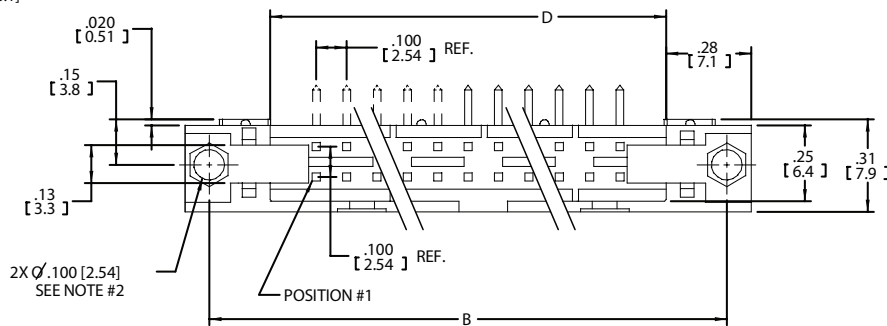 D
.020
[ 0.51 ]
.100
[ 2.54 ] REF.
.28
[ 7.1 ]
.15
[ 3.8 ]
.25
[ 6.4 ]
.31
[ 7.9 ]
.13
[ 3.3 ]
.100
[ 2.54 ] REF.
2X Ø .100 [2.54]
SEE NOTE #2
POSITION #1
B